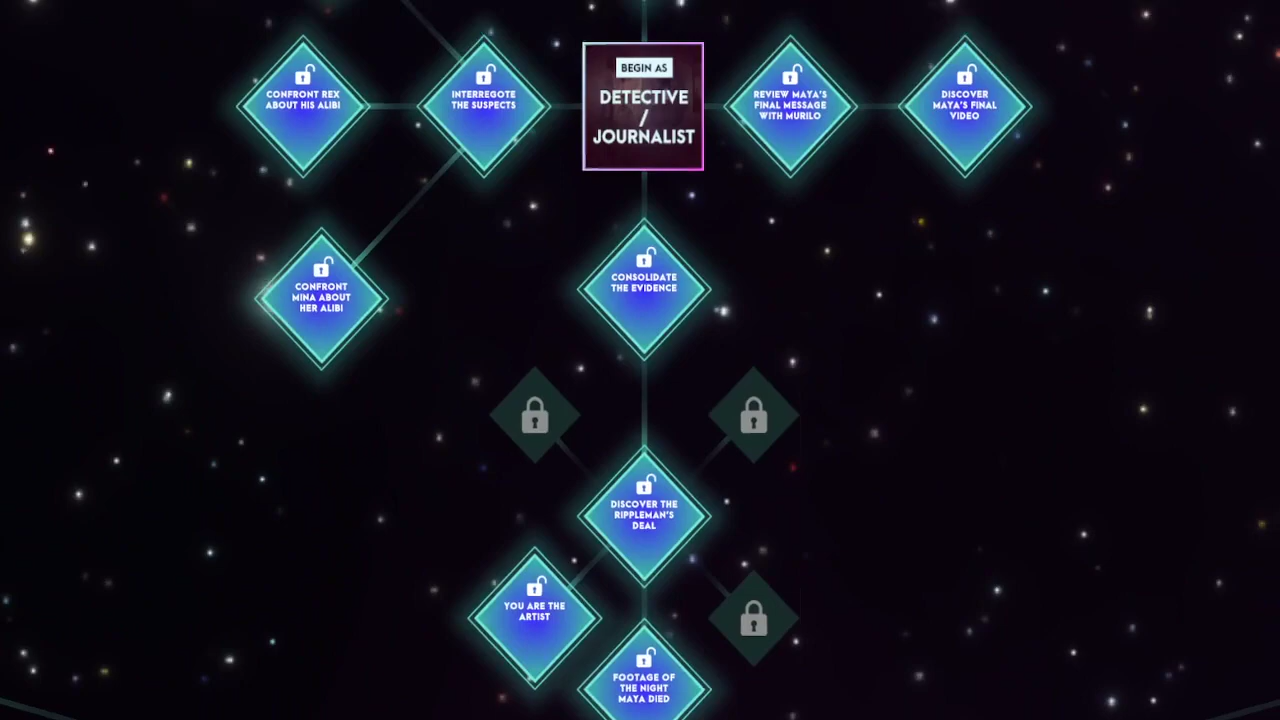 CONFRONT REX
ABOUT HIS ALIBI
INTERREGOTE
THE SUSPECTS
BEGIN AS
DETECTIVE
/
JOURNALIST
REVIEW MAYA'S
FINAL MESSAGE
WITH MURILO
DISCOVER
MAYA'S FINAL
VIDEO
CONFRONT
MINA ABOUT
HER ALIBI
CONSOLIDATE
THE EVIDENCE
DISCOVER THE
RIPPLEMAN'S
DEAL
YOU ARE THE
ARTIST
FOOTAGE OF
THE NIGHT
MAYA DIED